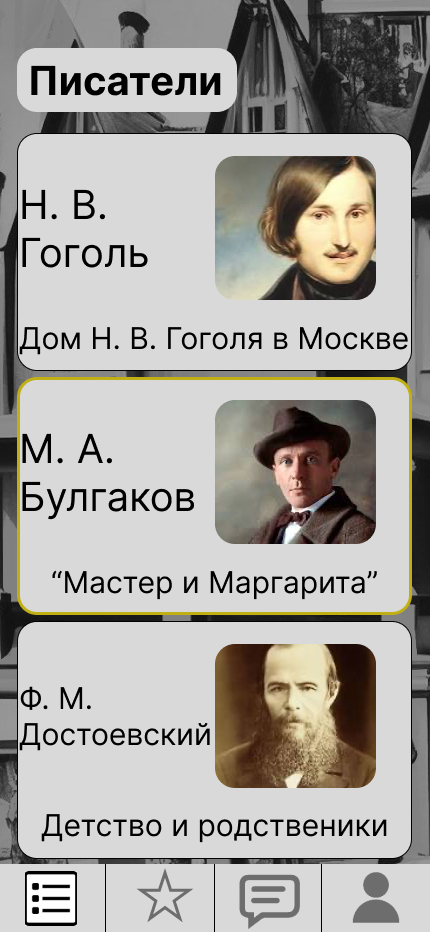 Писатели
Н. В.
Гоголь
Дом Н. В. Гоголя в Москве
М. А.
Булгаков
“Мастер и Маргарита”
Ф. М.
Достоевский
Детство и родственики